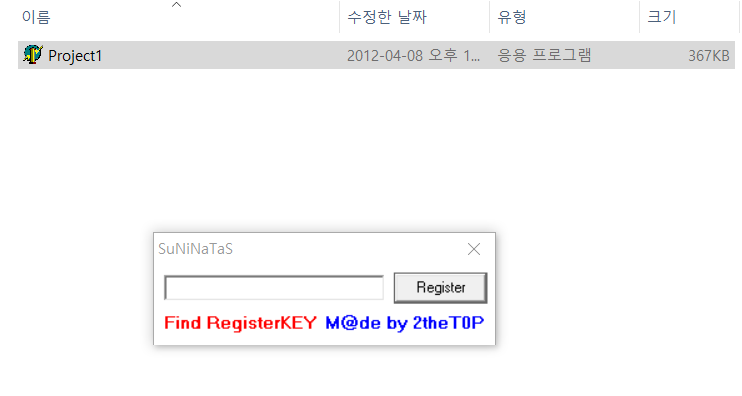 이름 수정한 날짜 유형 크기
Project1 2012-04-08 오후 1... 응용 프로그램 367KB
SuNiNaTaS
Register
Find RegisterKEY M@de by 2theT0P